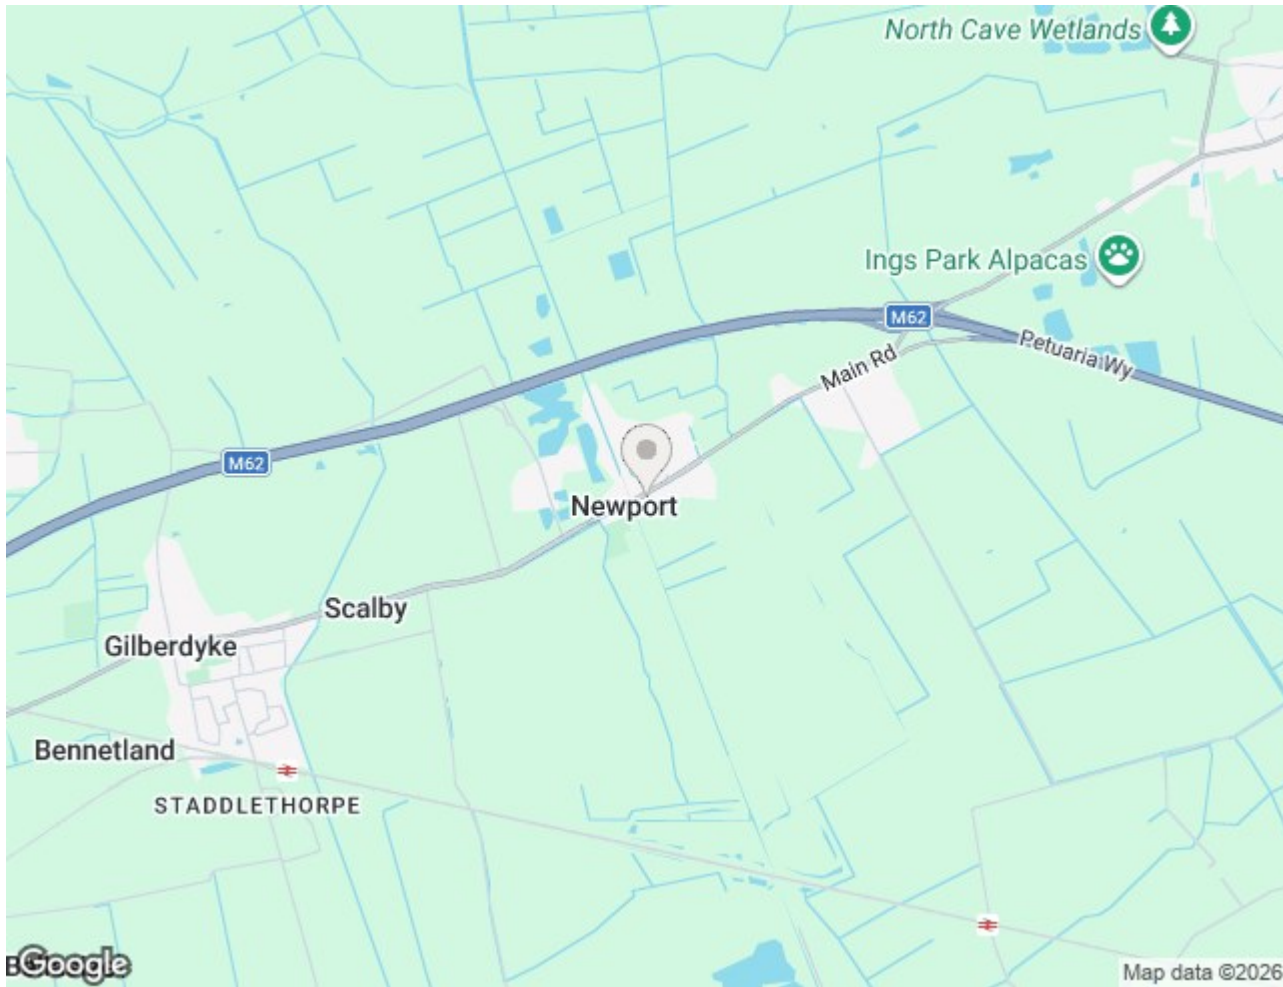 North Cave Wetlands
Ings Park Alpacas
M62
Petuaria Wy
Main Rd
M62
Newport
Scalby
Gilberdyke
Bennetland
STADDLETHORPE
Google
Map data ©2026